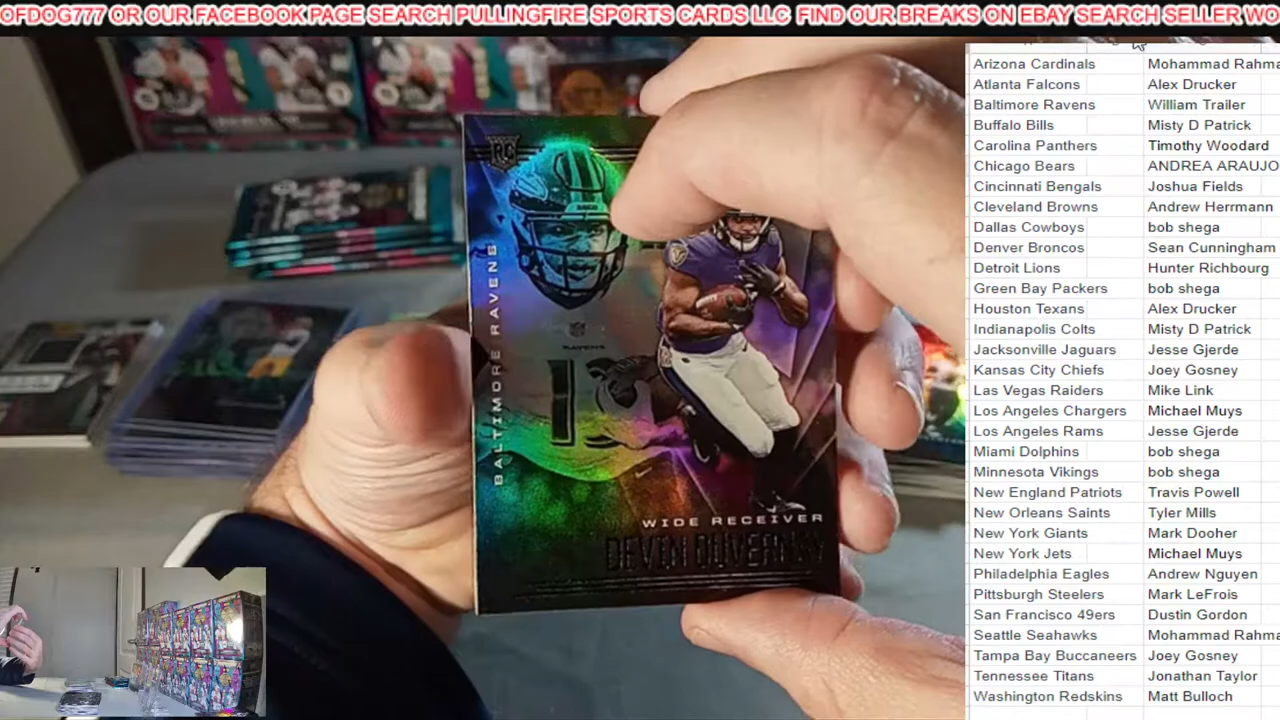 OFDOG777 OR OUR FACEBOOK PAGE SEARCH PULLINGFIRE SPORTS CARDS LLC FIND OUR BREAKS ON EBAY SEARCH SELLER WO
Arizona Cardinals Mohammad Rahma
Atlanta Falcons Alex Drucker
Baltimore Ravens William Trailer
Buffalo Bills Misty D Patrick
Carolina Panthers Timothy Woodard
Chicago Bears ANDREA ARAUJO
Cincinnati Bengals Joshua Fields
Cleveland Browns Andrew Herrmann
Dallas Cowboys bob shega
Denver Broncos Sean Cunningham
Detroit Lions Hunter Richbourg
Green Bay Packers bob shega
Houston Texans Alex Drucker
Indianapolis Colts Misty D Patrick
Jacksonville Jaguars Jesse Gjerde
Kansas City Chiefs Joey Gosney
Las Vegas Raiders Mike Link
Los Angeles Chargers Michael Muys
Los Angeles Rams Jesse Gjerde
Miami Dolphins bob shega
Minnesota Vikings bob shega
New England Patriots Travis Powell
New Orleans Saints Tyler Mills
New York Giants Mark Dooher
New York Jets Michael Muys
Philadelphia Eagles Andrew Nguyen
Pittsburgh Steelers Mark LeFrois
San Francisco 49ers Dustin Gordon
Seattle Seahawks Mohammad Rahma
Tampa Bay Buccaneers Joey Gosney
Tennessee Titans Jonathan Taylor
Washington Redskins Matt Bulloch
RC
BALTIMORE RAVENS
RAVENS
WIDE RECEIVER
DEVIN DUVERNAY